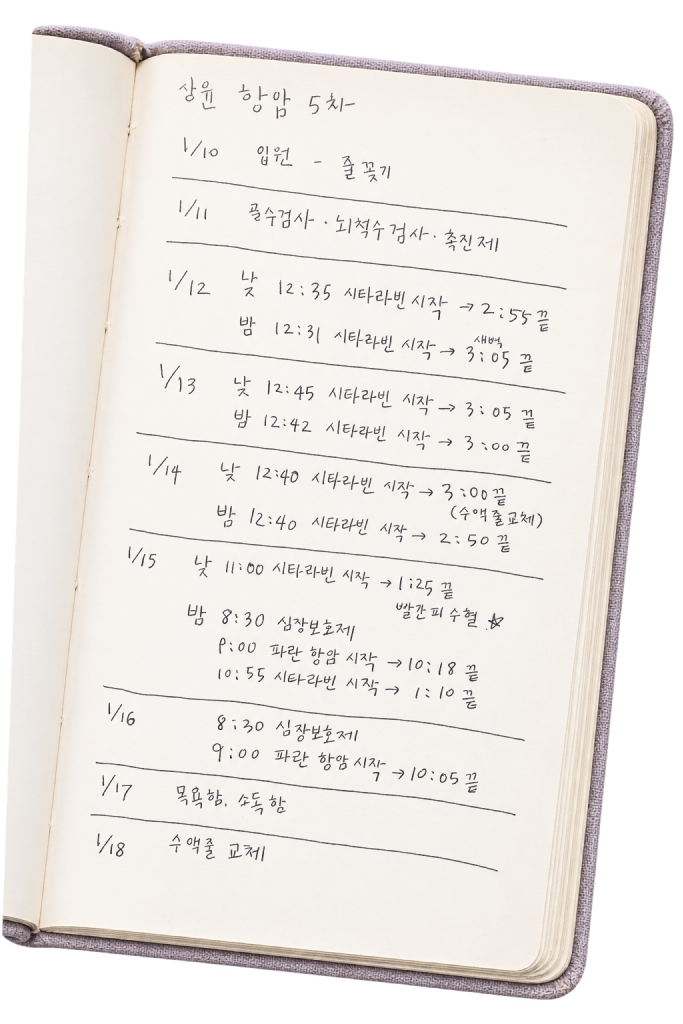 상윤 항암 5차
1/10 입원 - 줄꽂기
1/11 골수검사 · 뇌척수검사 · 촉진제
1/12 낮 12:35 시타라빈 시작 → 2:55 끝
밤 12:31 시타라빈 시작 → 새벽 3:05 끝
1/13 낮 12:45 시타라빈 시작 → 3:05 끝
밤 12:42 시타라빈 시작 → 3:00 끝
1/14 낮 12:40 시타라빈 시작 → 3:00 끝
(수액줄교체)
밤 12:40 시타라빈 시작 → 2:50 끝
1/15 낮 11:00 시타라빈 시작 → 1:25 끝
빨간피 수혈 ☆
밤 8:30 심장보호제
9:00 파란 항암 시작 → 10:18 끝
10:55 시타라빈 시작 → 1:10 끝
1/16 8:30 심장보호제
9:00 파란 항암 시작 → 10:05 끝
1/17 목욕함, 소독함
1/18 수액줄 교체